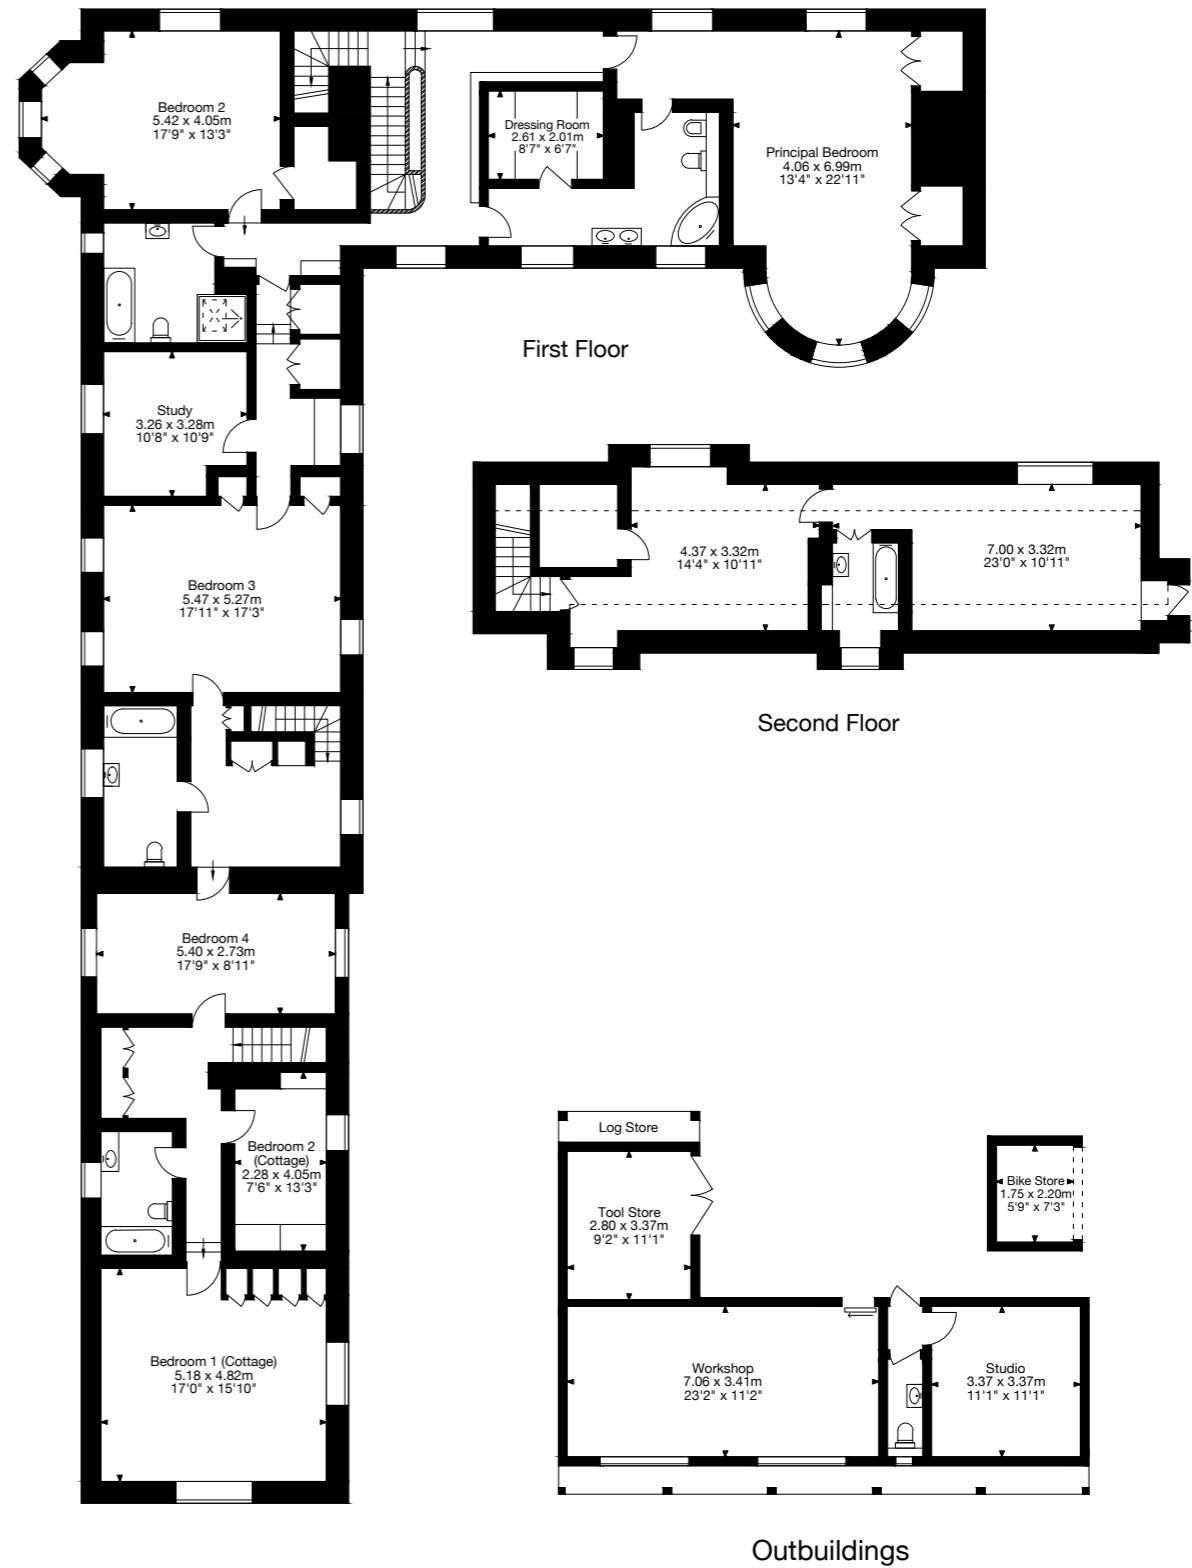 Bedroom 2
5.42 x 4.05m
17'9" x 13'3"
Dressing Room
2.61 x 2.01m
8'7" x 6'7"
Principal Bedroom
4.06 x 6.99m
13'4" x 22'11"
First Floor
Study
3.26 x 3.28m
10'8" x 10'9"
4.37 x 3.32m
14'4" x 10'11"
7.00 x 3.32m
23'0" x 10'11"
Second Floor
Bedroom 3
5.47 x 5.27m
17'11" x 17'3"
Bedroom 4
5.40 x 2.73m
17'9" x 8'11"
Bedroom 2
(Cottage)
2.28 x 4.05m
7'6" x 13'3"
Bedroom 1 (Cottage)
5.18 x 4.82m
17'0" x 15'10"
Log Store
Tool Store
2.80 x 3.37m
9'2" x 11'1"
Bike Store
1.75 x 2.20m
5'9" x 7'3"
Workshop
7.06 x 3.41m
23'2" x 11'2"
Studio
3.37 x 3.37m
11'1" x 11'1"
Outbuildings